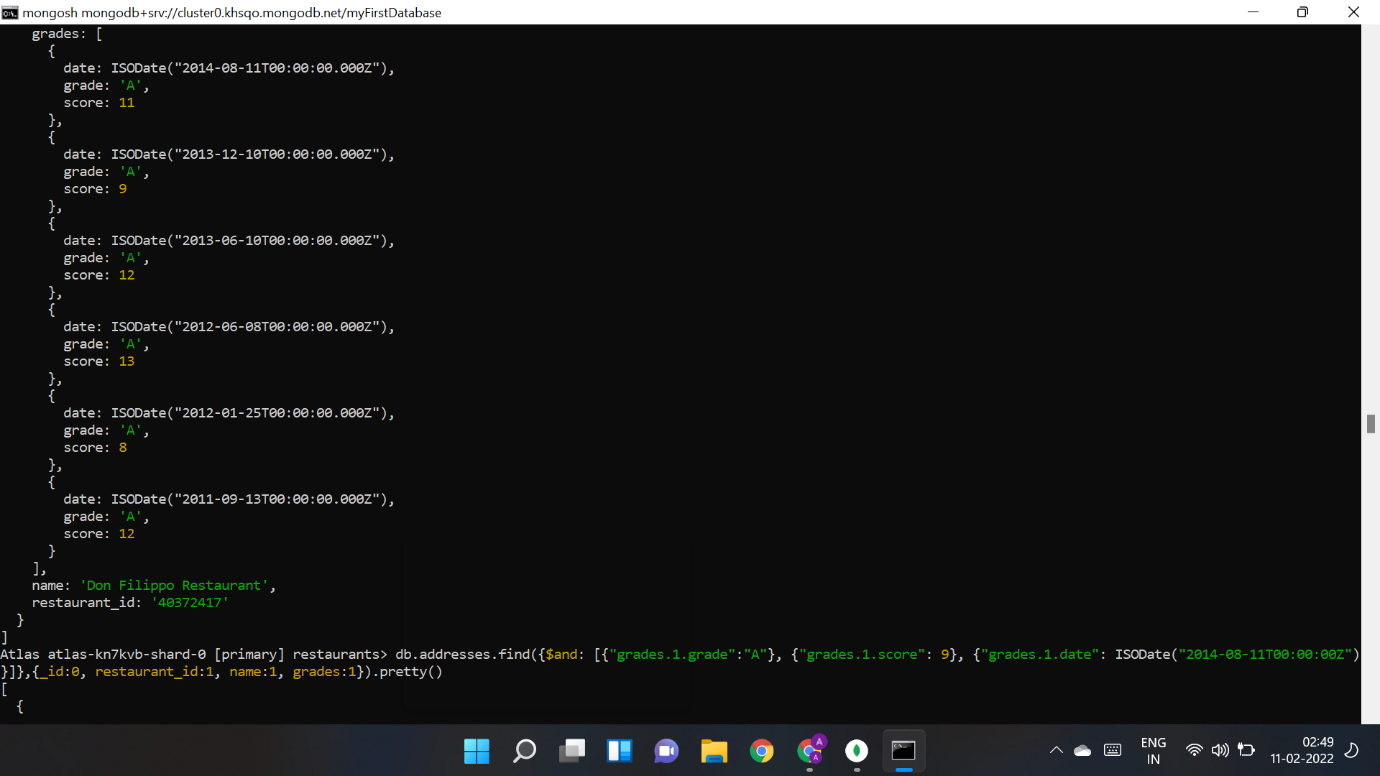 mongosh mongodb+srv://cluster0.khsqo.mongodb.net/myFirstDatabase
grades: [
{
date: ISODate("2014-08-11T00:00:00.000Z"),
grade: 'A',
score: 11
},
{
date: ISODate("2013-12-10T00:00:00.000Z"),
grade: 'A',
score: 9
},
{
date: ISODate("2013-06-10T00:00:00.000Z"),
grade: 'A',
score: 12
},
{
date: ISODate("2012-06-08T00:00:00.000Z"),
grade: 'A',
score: 13
},
{
date: ISODate("2012-01-25T00:00:00.000Z"),
grade: 'A',
score: 8
},
{
date: ISODate("2011-09-13T00:00:00.000Z"),
grade: 'A',
score: 12
}
],
name: 'Don Filippo Restaurant',
restaurant_id: '40372417'
}
]
Atlas atlas-kn7kvb-shard-0 [primary] restaurants> db.addresses.find({$and: [{"grades.1.grade":"A"}, {"grades.1.score": 9}, {"grades.1.date": ISODate("2014-08-11T00:00:00Z")
}]},{_id:0, restaurant_id:1, name:1, grades:1}).pretty()
[
{
ENG
IN
02:49
11-02-2022